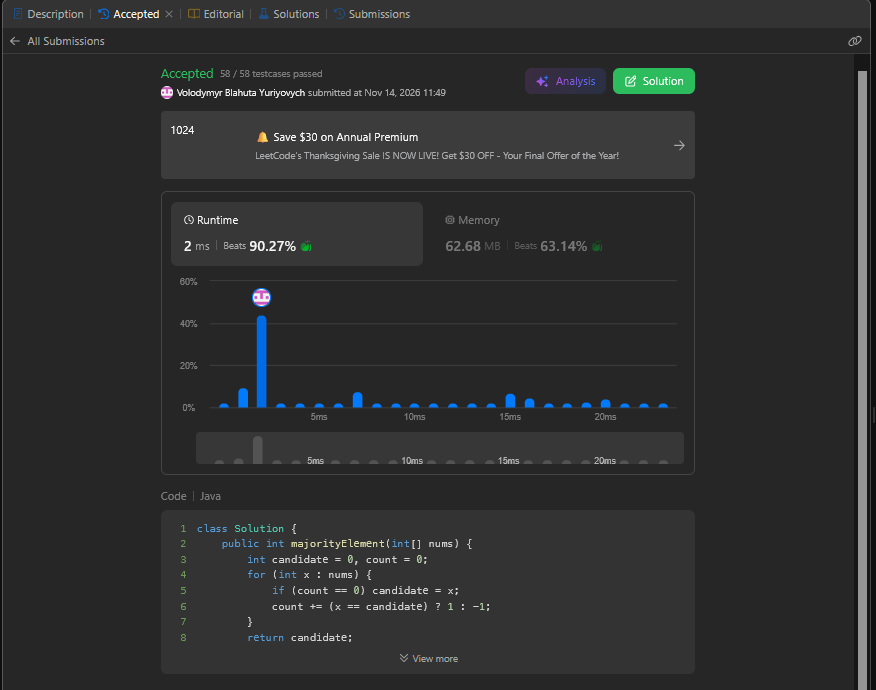 Description | Accepted × | Editorial | Solutions | Submissions
← All Submissions
Accepted 58 / 58 testcases passed
Volodymyr Blahuta Yuriyovych submitted at Nov 14, 2026 11:49
Analysis
Solution
1024
Save $30 on Annual Premium
LeetCode's Thanksgiving Sale IS NOW LIVE! Get $30 OFF - Your Final Offer of the Year!
Runtime
2 ms | Beats 90.27%
Memory
62.68 MB | Beats 63.14%
60%
40%
20%
0%
5ms 10ms 15ms 20ms
5ms 10ms 15ms 20ms
Code | Java
1 class Solution {
2     public int majorityElement(int[] nums) {
3         int candidate = 0, count = 0;
4         for (int x : nums) {
5             if (count == 0) candidate = x;
6             count += (x == candidate) ? 1 : -1;
7         }
8         return candidate;
View more